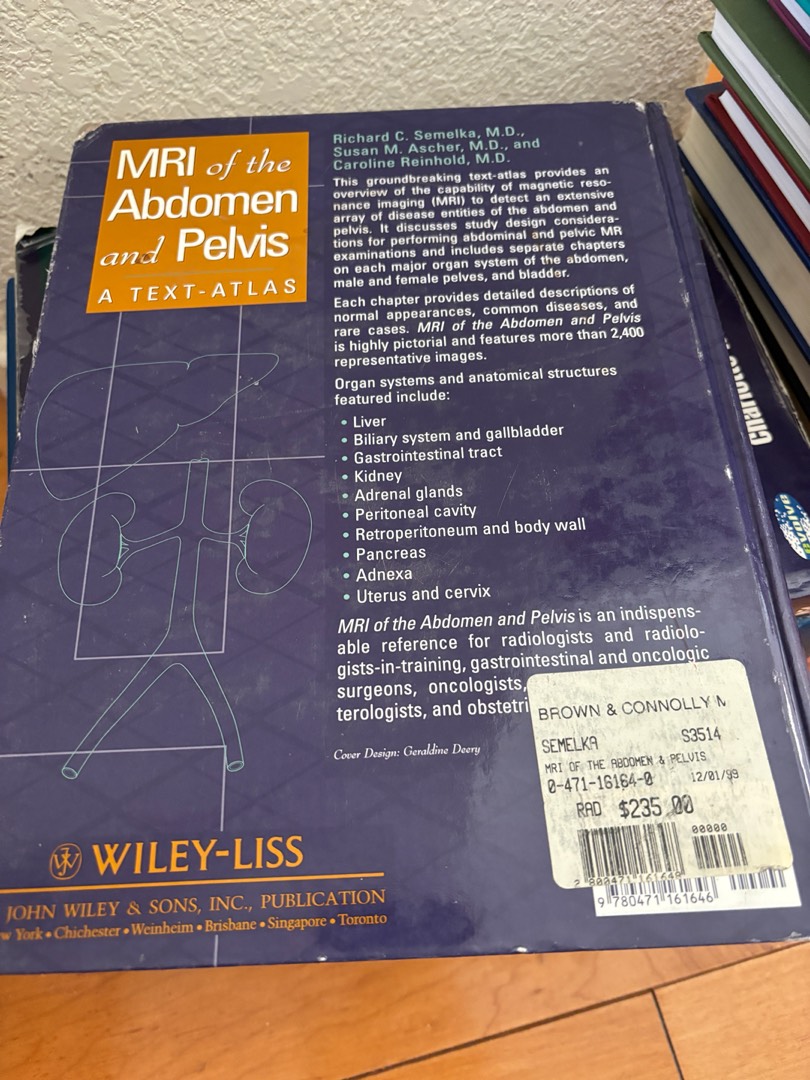 MRI of the
Abdomen
and Pelvis
A TEXT-ATLAS
Richard C. Semelka, M.D.,
Susan M. Ascher, M.D., and
Caroline Reinhold, M.D.
This groundbreaking text-atlas provides an
overview of the capability of magnetic reso-
nance imaging (MRI) to detect an extensive
array of disease entities of the abdomen and
pelvis. It discusses study design considera-
tions for performing abdominal and pelvic MR
examinations and includes separate chapters
on each major organ system of the abdomen,
male and female pelves, and bladder.
Each chapter provides detailed descriptions of
normal appearances, common diseases, and
rare cases. MRI of the Abdomen and Pelvis
is highly pictorial and features more than 2,400
representative images.
Organ systems and anatomical structures
featured include:
• Liver
• Biliary system and gallbladder
• Gastrointestinal tract
• Kidney
• Adrenal glands
• Peritoneal cavity
• Retroperitoneum and body wall
• Pancreas
• Adnexa
• Uterus and cervix
MRI of the Abdomen and Pelvis is an indispens-
able reference for radiologists and radiolo-
gists-in-training, gastrointestinal and oncologic
surgeons, oncologists,
terologists, and obstetri
Cover Design: Geraldine Deery
BROWN & CONNOLLY M
SEMELKA S3514
MRI OF THE ABDOMEN & PELVIS
0-471-16164-0 12/01/99
RAD $235.00
00000
9 780471 161646
WILEY-LISS
JOHN WILEY & SONS, INC., PUBLICATION
w York • Chichester • Weinheim • Brisbane • Singapore • Toronto